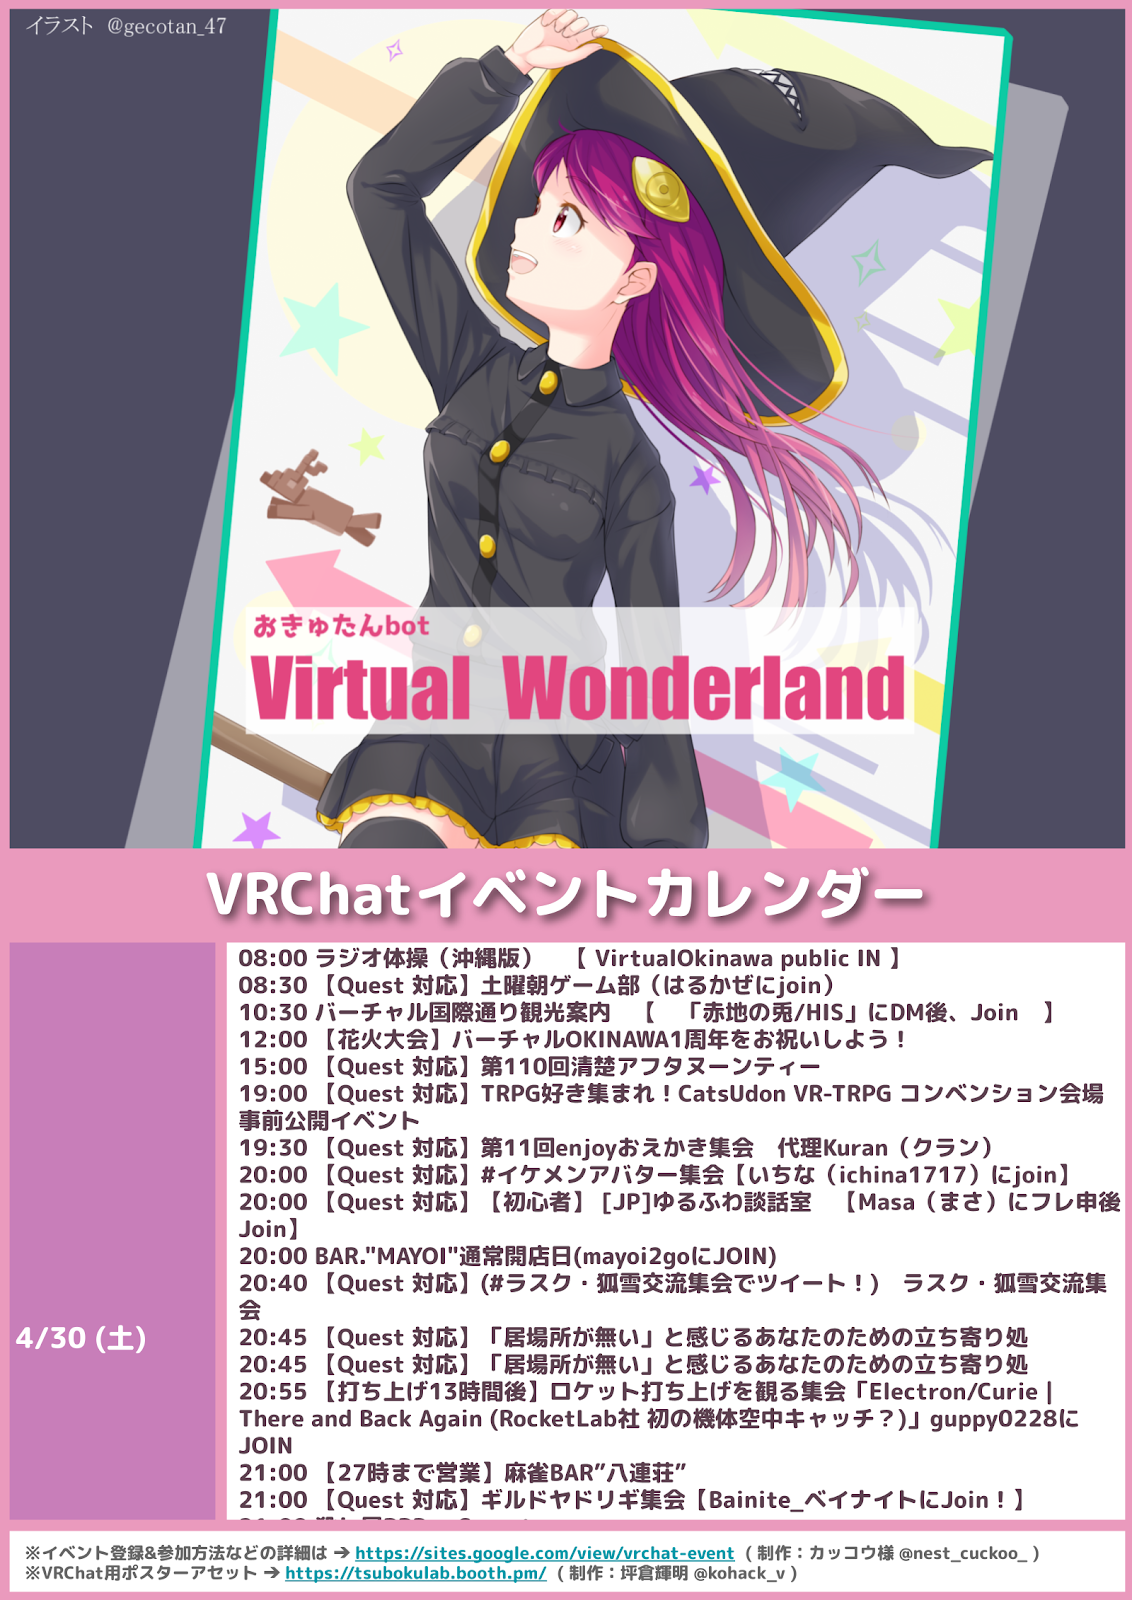 イラスト @gecotan_47
おきゅたんbot
Virtual Wonderland
VRChatイベントカレンダー
4/30 (土)
08:00 ラジオ体操（沖縄版）　【 VirtualOkinawa public IN 】
08:30 【Quest 対応】土曜朝ゲーム部（はるかぜにjoin）
10:30 バーチャル国際通り観光案内　【　「赤地の兎/HIS」にDM後、Join　】
12:00 【花火大会】バーチャルOKINAWA1周年をお祝いしよう！
15:00 【Quest 対応】第110回清楚アフタヌーンティー
19:00 【Quest 対応】TRPG好き集まれ！CatsUdon VR-TRPG コンベンション会場
事前公開イベント
19:30 【Quest 対応】第11回enjoyおえかき集会　代理Kuran（クラン）
20:00 【Quest 対応】#イケメンアバター集会【いちな（ichina1717）にjoin】
20:00 【Quest 対応】【初心者】 [JP]ゆるふわ談話室　【Masa（まさ）にフレ申後
Join】
20:00 BAR."MAYOI"通常開店日(mayoi2goにJOIN)
20:40 【Quest 対応】(#ラスク・狐雪交流集会でツイート！)　ラスク・狐雪交流集
会
20:45 【Quest 対応】「居場所が無い」と感じるあなたのための立ち寄り処
20:45 【Quest 対応】「居場所が無い」と感じるあなたのための立ち寄り処
20:55 【打ち上げ13時間後】ロケット打ち上げを観る集会「Electron/Curie |
There and Back Again (RocketLab社 初の機体空中キャッチ？)」guppy0228に
JOIN
21:00 【27時まで営業】麻雀BAR”八連荘”
21:00 【Quest 対応】ギルドヤドリギ集会【Bainite_ベイナイトにJoin！】
※イベント登録&参加方法などの詳細は ➔ https://sites.google.com/view/vrchat-event （ 制作：カッコウ様 @nest_cuckoo_ ）
※VRChat用ポスターアセット ➔ https://tsubokulab.booth.pm/ （ 制作：坪倉輝明 @kohack_v ）